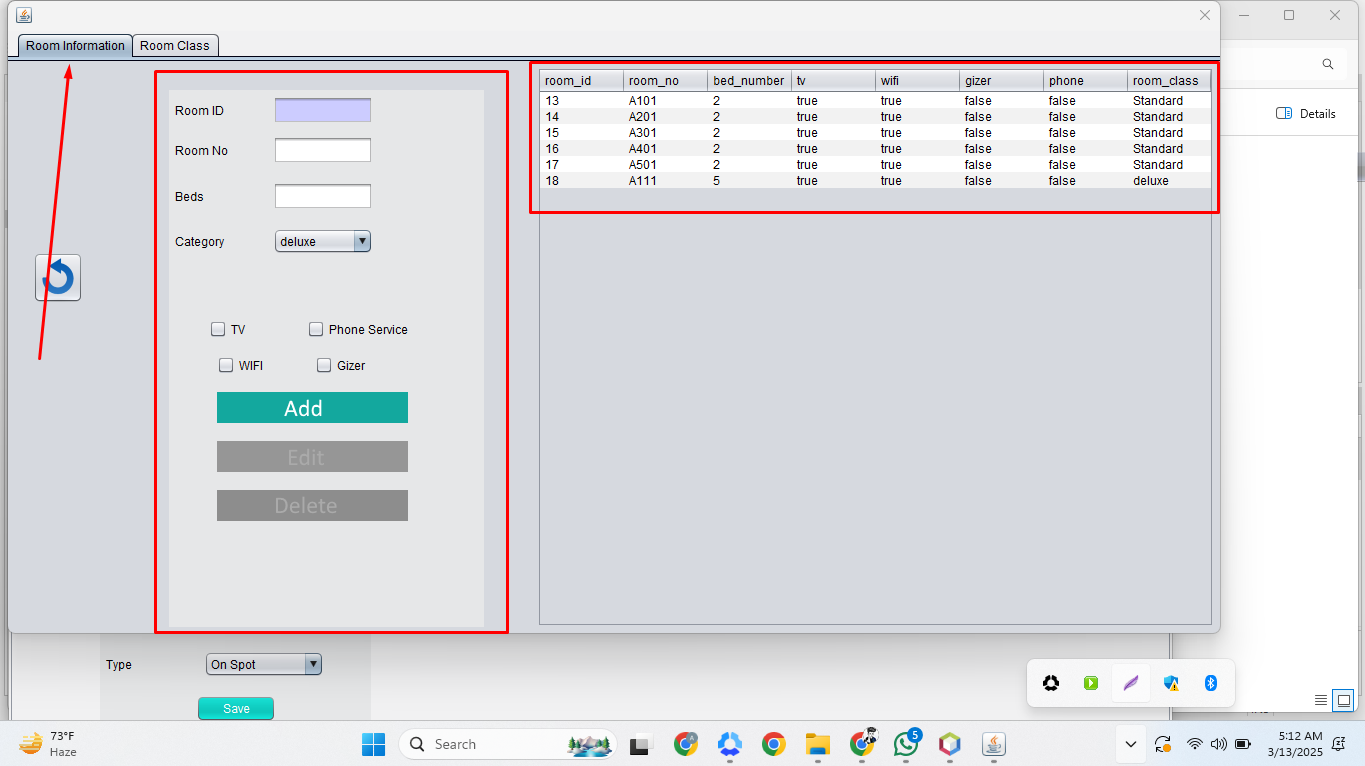 Room Information Room Class
Room ID
Room No
Beds
Category deluxe
TV Phone Service
WIFI Gizer
Add
Edit
Delete
room_id room_no bed_number tv wifi gizer phone room_class
13 A101 2 true true false false Standard
14 A201 2 true true false false Standard
15 A301 2 true true false false Standard
16 A401 2 true true false false Standard
17 A501 2 true true false false Standard
18 A111 5 true true false false deluxe
Details
Type On Spot
Save
73°F
Haze
Search
5
5:12 AM
3/13/2025